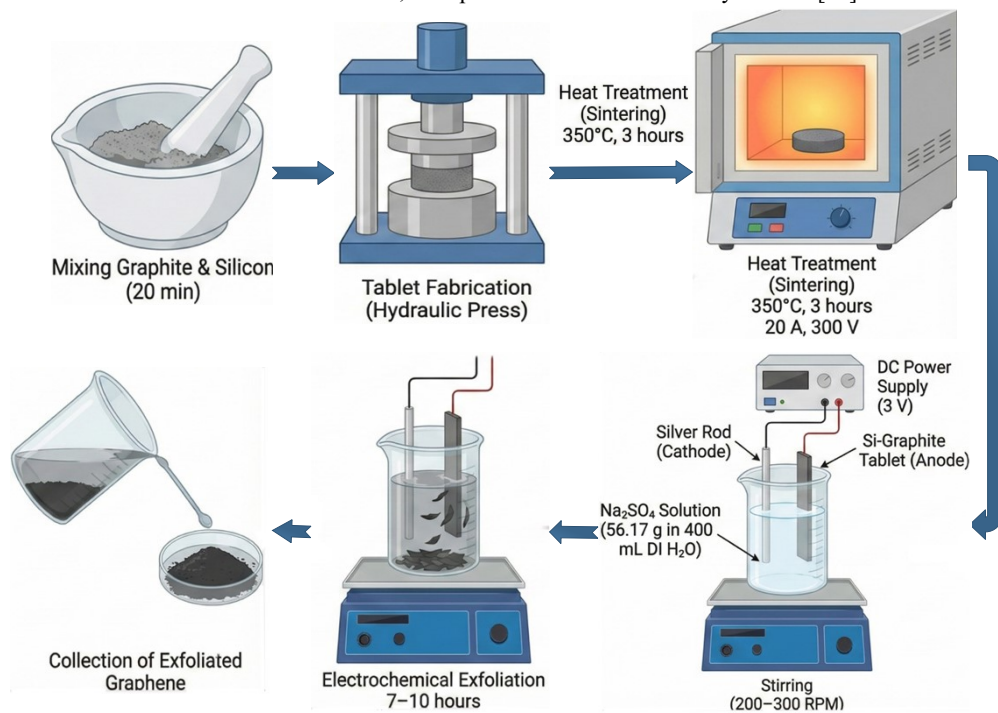 Mixing Graphite & Silicon
(20 min)
Tablet Fabrication
(Hydraulic Press)
Heat Treatment
(Sintering)
350°C, 3 hours
Heat Treatment
(Sintering)
350°C, 3 hours
20 A, 300 V
DC Power
Supply
(3 V)
Silver Rod
(Cathode)
Si-Graphite
Tablet (Anode)
Na₂SO₄ Solution
(56.17 g in 400
mL DI H₂O)
Stirring
(200–300 RPM)
Electrochemical Exfoliation
7–10 hours
Collection of Exfoliated
Graphene